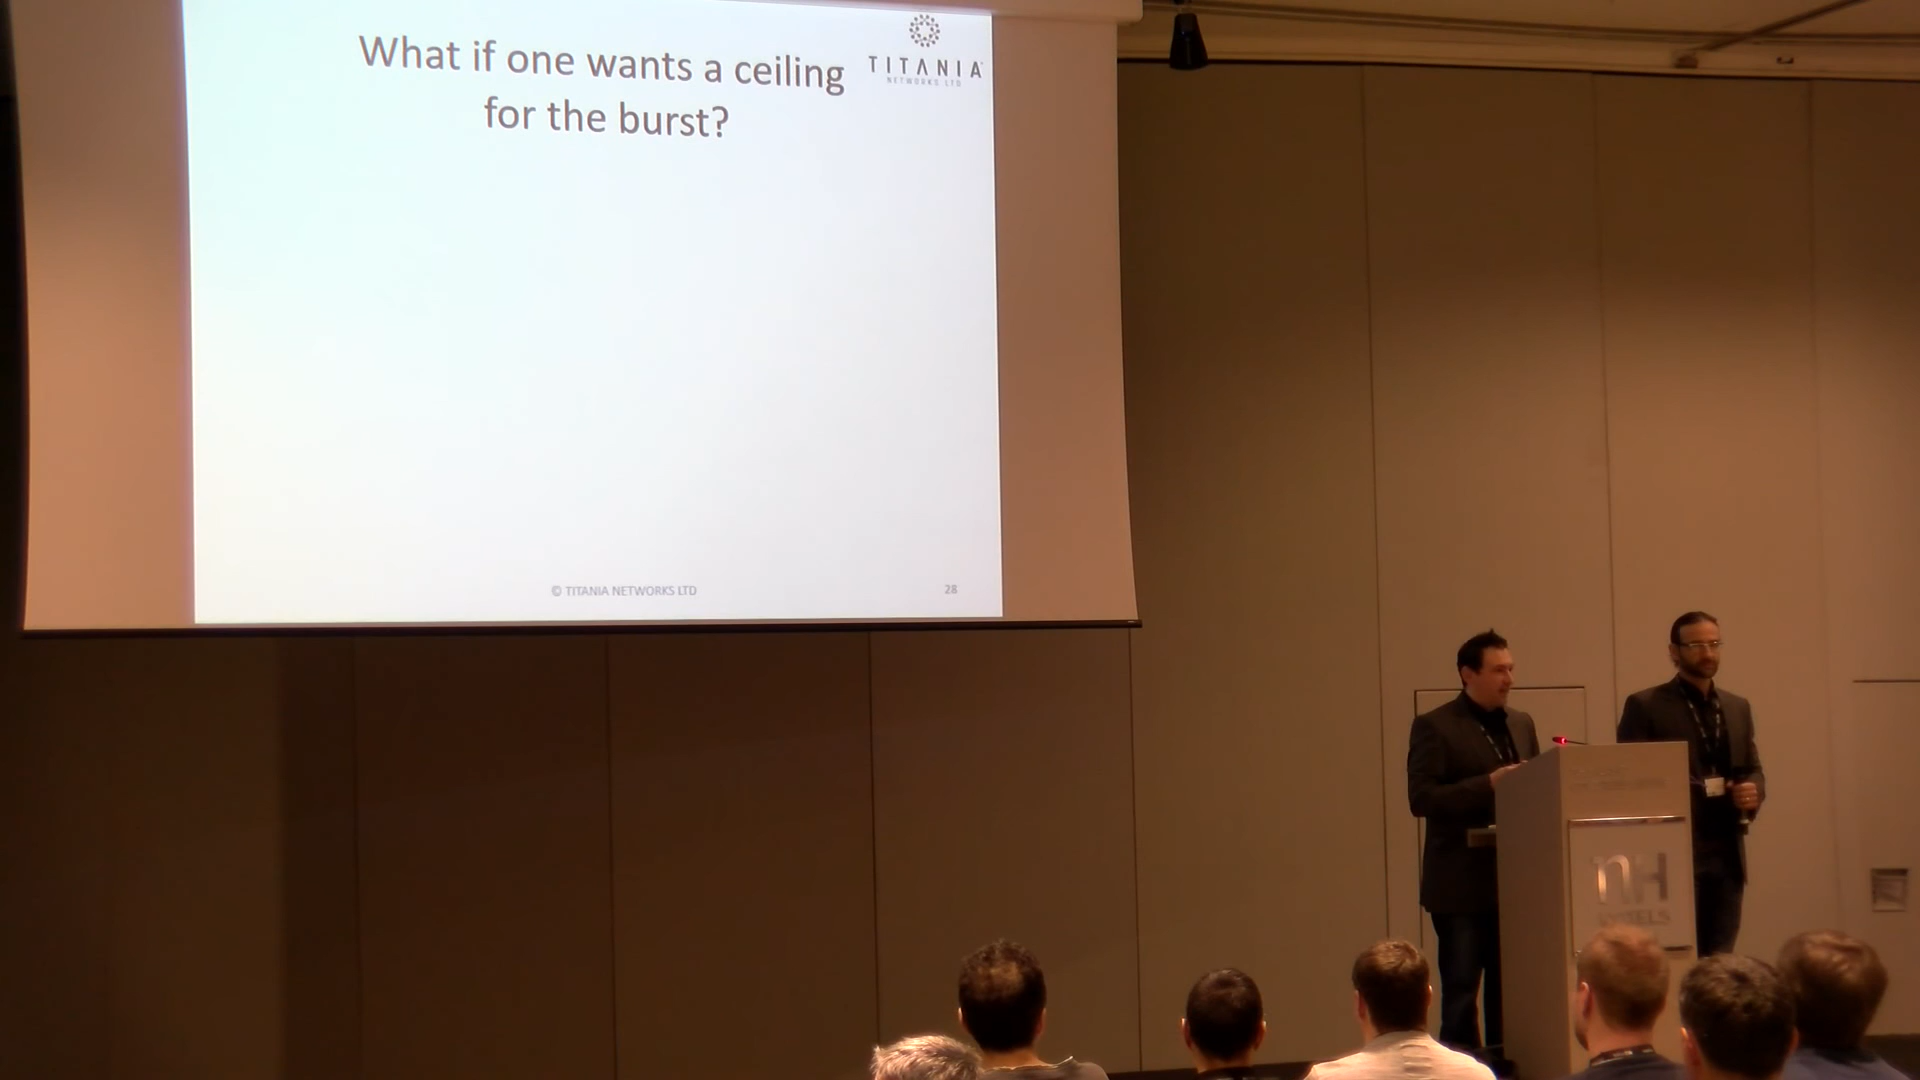 What if one wants a ceiling
for the burst?
TITANIA
NETWORKS LTD
© TITANIA NETWORKS LTD
28
nH
HOTELS